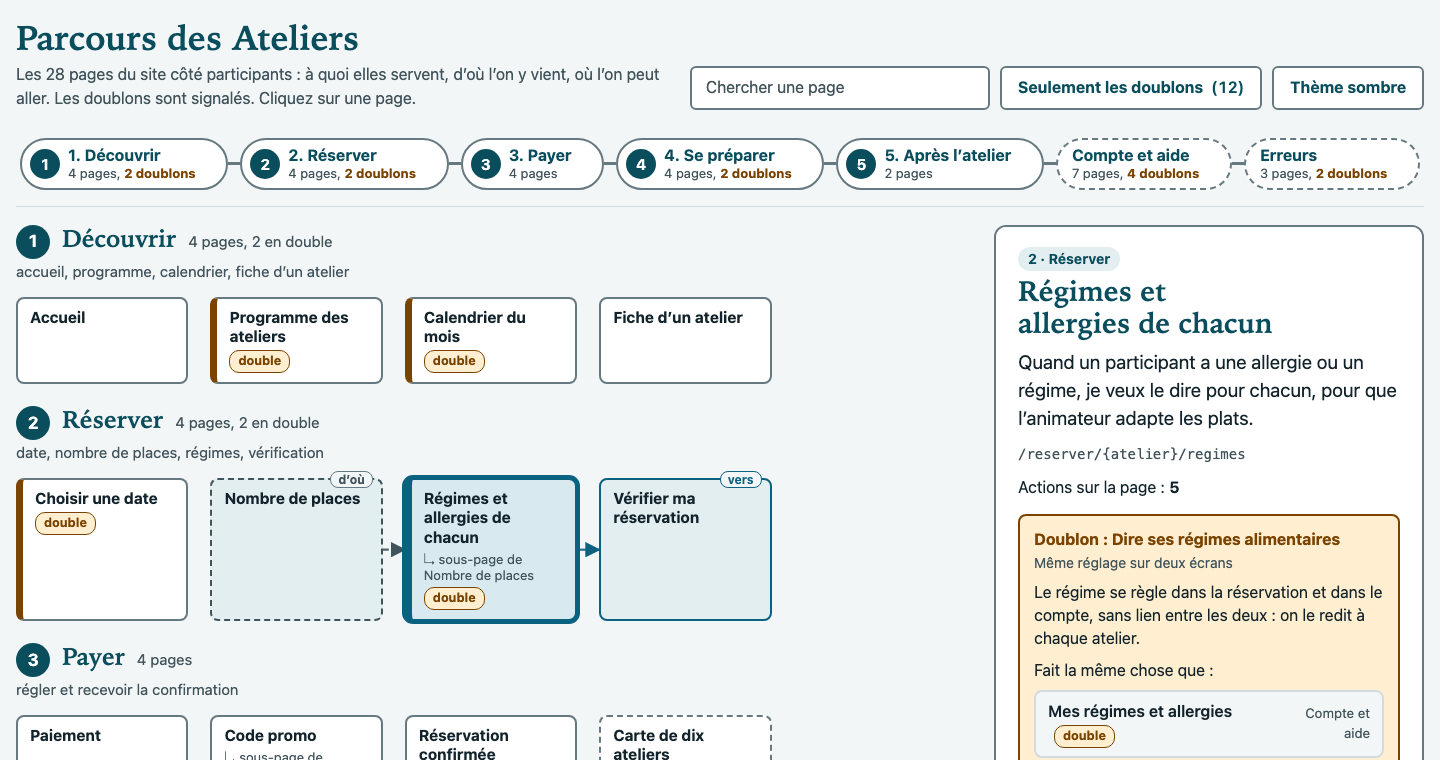 Parcours des Ateliers
Les 28 pages du site côté participants : à quoi elles servent, d’où l’on y vient, où l’on peut
aller. Les doublons sont signalés. Cliquez sur une page.
Chercher une page
Seulement les doublons (12)
Thème sombre
1
1. Découvrir
4 pages, 2 doublons
2
2. Réserver
4 pages, 2 doublons
3
3. Payer
4 pages
4
4. Se préparer
4 pages, 2 doublons
5
5. Après l’atelier
2 pages
Compte et aide
7 pages, 4 doublons
Erreurs
3 pages, 2 doublons
1
Découvrir
4 pages, 2 en double
accueil, programme, calendrier, fiche d’un atelier
Accueil
Programme des
ateliers
double
Calendrier du
mois
double
Fiche d’un atelier
2
Réserver
4 pages, 2 en double
date, nombre de places, régimes, vérification
Choisir une date
double
d’où
Nombre de places
Régimes et
allergies de
chacun
sous-page de
Nombre de places
double
vers
Vérifier ma
réservation
3
Payer
4 pages
régler et recevoir la confirmation
Paiement
Code promo
sous-page de
Réservation
confirmée
Carte de dix
ateliers
2 · Réserver
Régimes et
allergies de chacun
Quand un participant a une allergie ou un
régime, je veux le dire pour chacun, pour que
l’animateur adapte les plats.
/reserver/{atelier}/regimes
Actions sur la page : 5
Doublon : Dire ses régimes alimentaires
Même réglage sur deux écrans
Le régime se règle dans la réservation et dans le
compte, sans lien entre les deux : on le redit à
chaque atelier.
Fait la même chose que :
Mes régimes et allergies
double
Compte et
aide